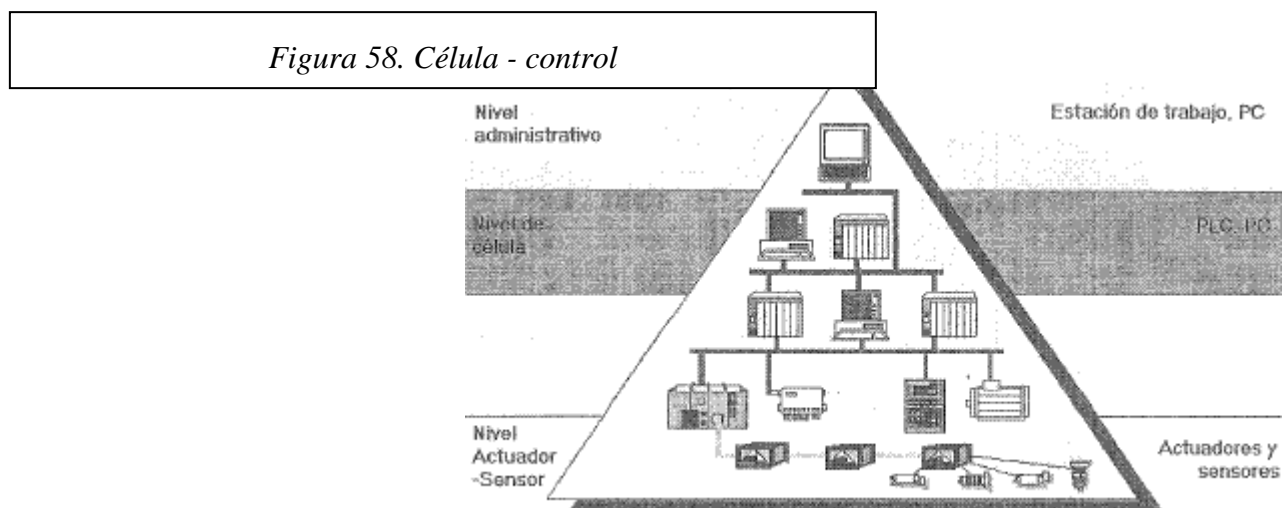 Figura 58. Célula - control
Nivel
administrativo
Estación de trabajo, PC
Nivel de
célula
PLC, PC
Nivel
Actuador
-Sensor
Actuadores y
sensores